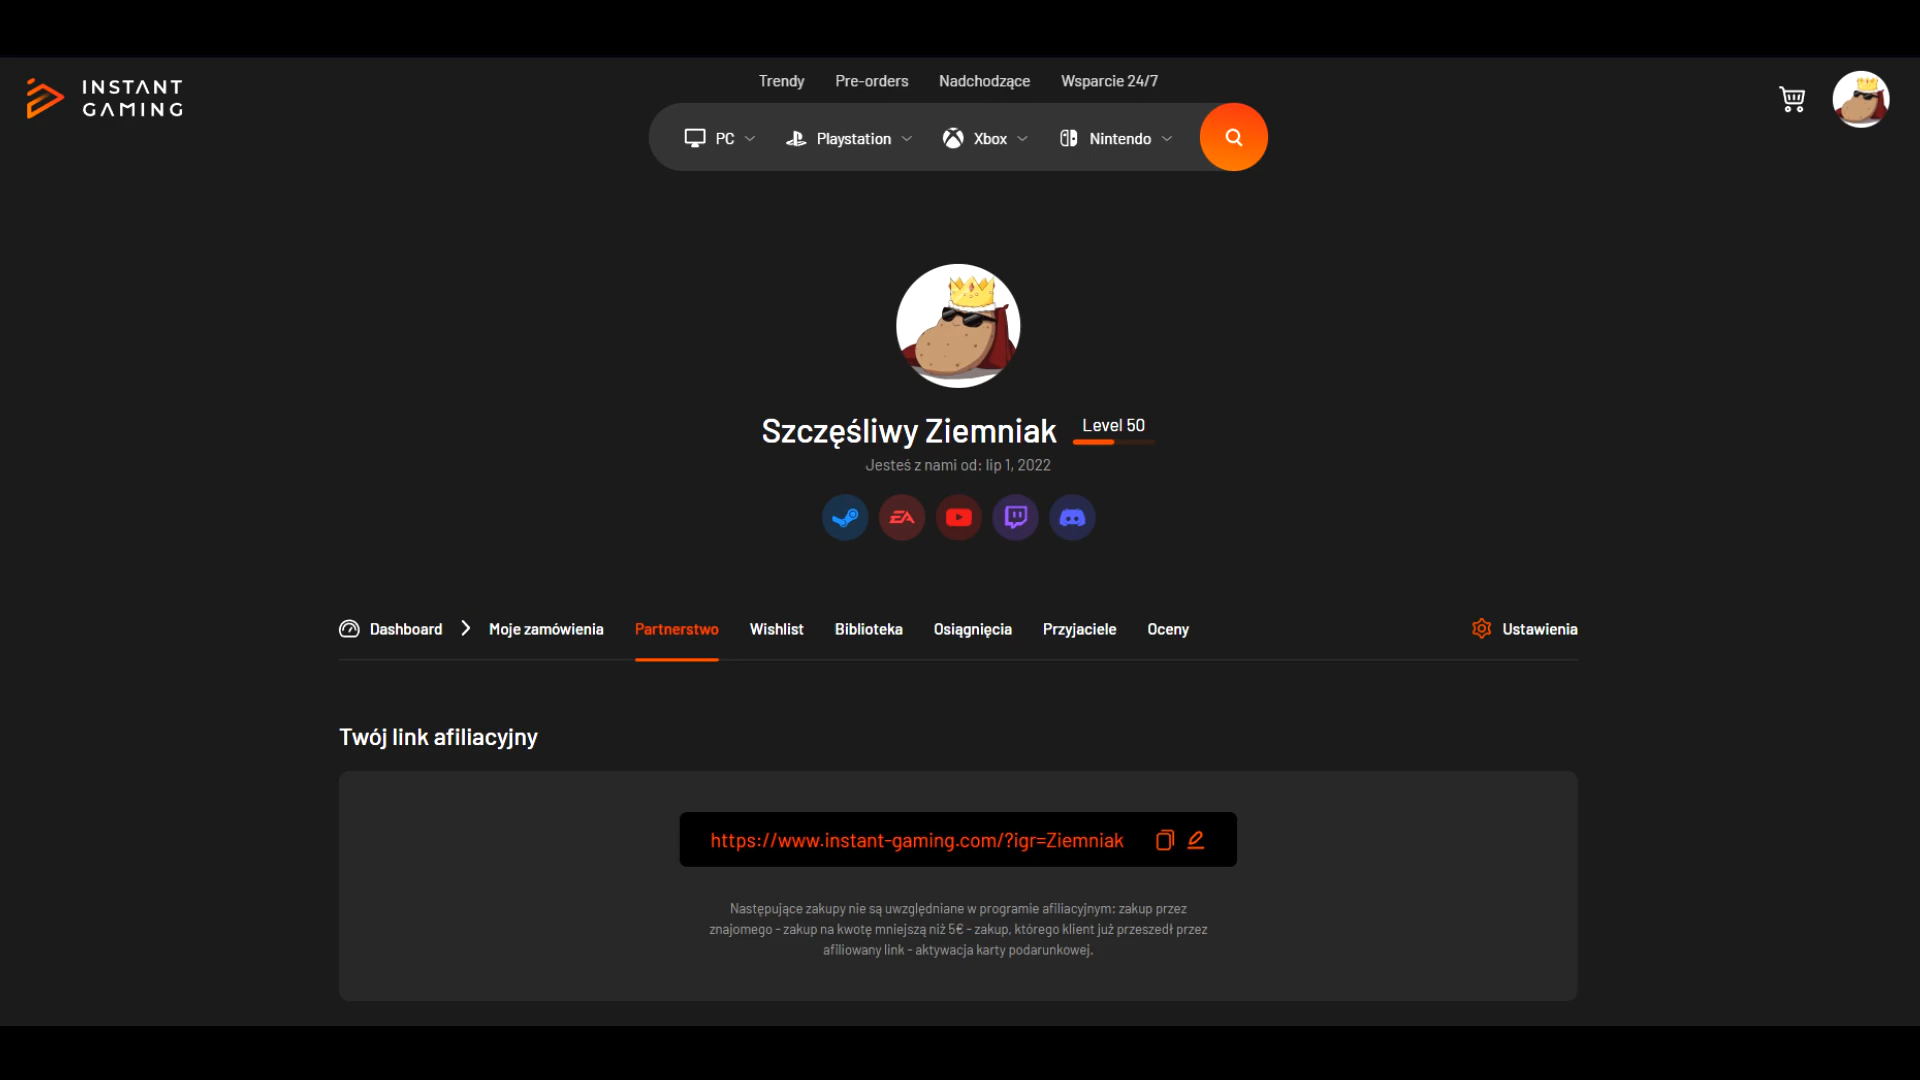 INSTANT
GAMING
Trendy Pre-orders Nadchodzące Wsparcie 24/7
PC Playstation Xbox Nintendo
Szczęśliwy Ziemniak Level 50
Jesteś z nami od: lip 1, 2022
EA
Dashboard Moje zamówienia Partnerstwo Wishlist Biblioteka Osiągnięcia Przyjaciele Oceny Ustawienia
Twój link afiliacyjny
https://www.instant-gaming.com/?igr=Ziemniak
Następujące zakupy nie są uwzględniane w programie afiliacyjnym: zakup przez
znajomego - zakup na kwotę mniejszą niż 5€ - zakup, którego klient już przeszedł przez
afiliowany link - aktywacja karty podarunkowej.